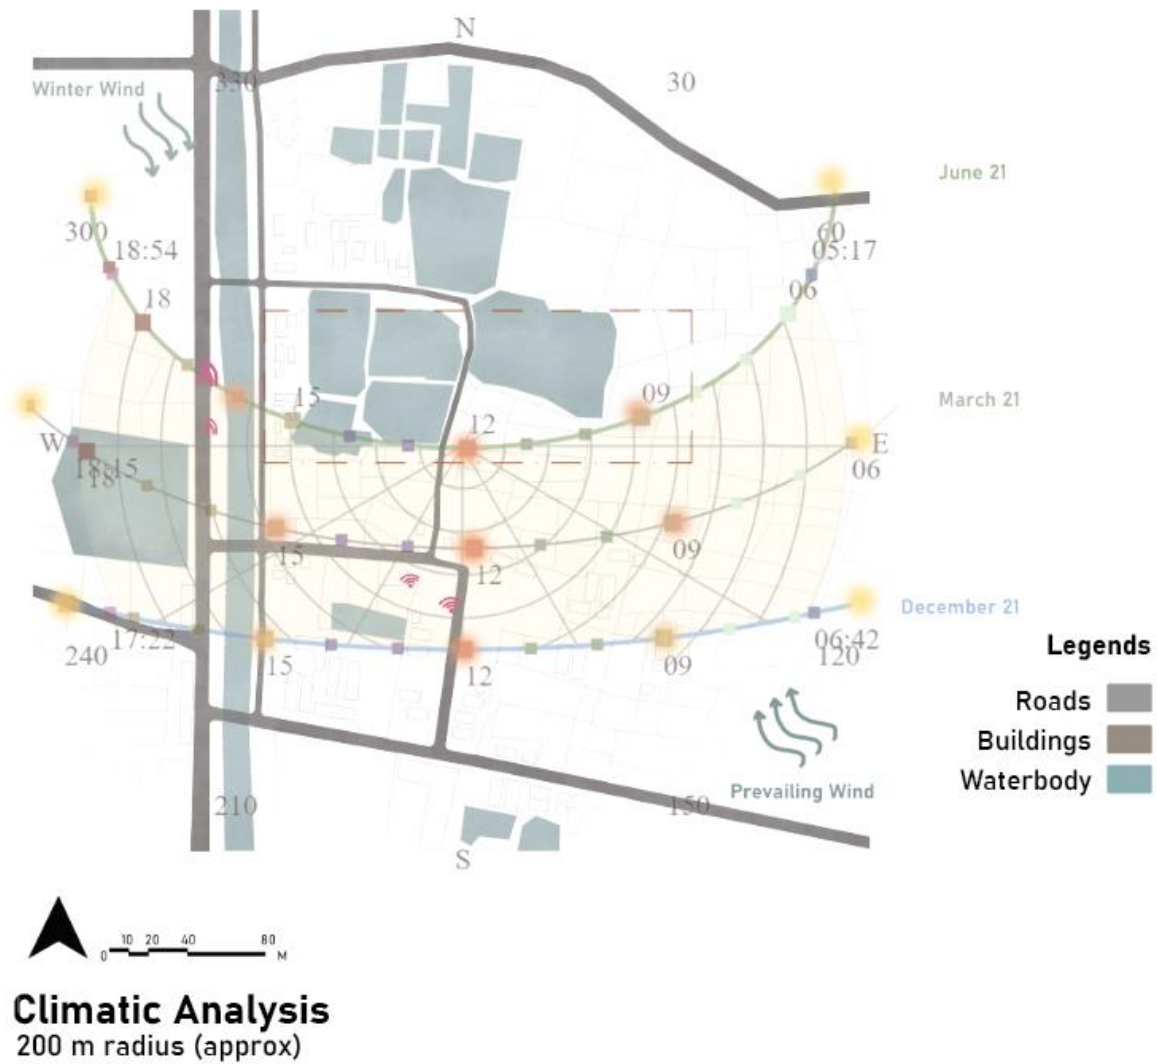 N
330
30
Winter Wind
June 21
300
60
18:54
05:17
18
06
15
09
March 21
12
W
E
18:15
06
18
15
09
12
December 21
17:22
06:42
240
120
15
09
12
Legends
Roads
Buildings
Waterbody
Prevailing Wind
210
150
S
0 10 20 40 80 M
Climatic Analysis
200 m radius (approx)